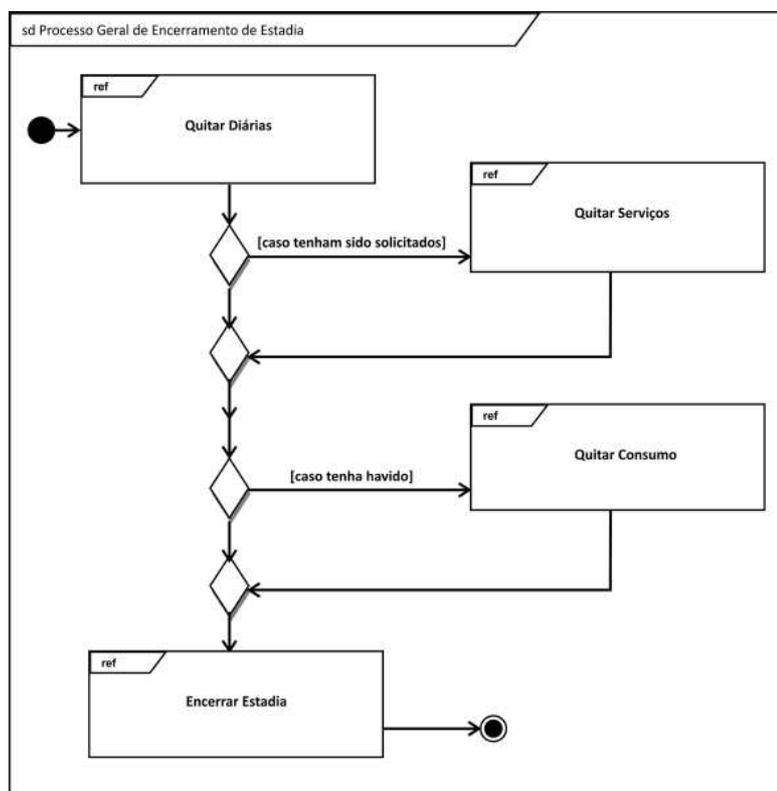 sd Processo Geral de Encerramento de Estadia
ref
Quitar Diárias
ref
Quitar Serviços
[caso tenham sido solicitados]
ref
Quitar Consumo
[caso tenha havido]
ref
Encerrar Estadia